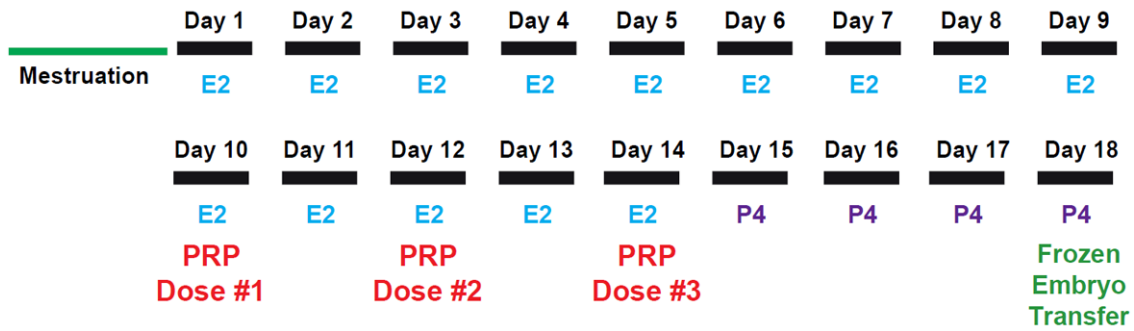 Day 1 Day 2 Day 3 Day 4 Day 5 Day 6 Day 7 Day 8 Day 9
Mestruation E2 E2 E2 E2 E2 E2 E2 E2 E2
Day 10 Day 11 Day 12 Day 13 Day 14 Day 15 Day 16 Day 17 Day 18
E2 E2 E2 E2 E2 P4 P4 P4 P4
PRP PRP PRP Frozen
Dose #1 Dose #2 Dose #3 Embryo
Transfer